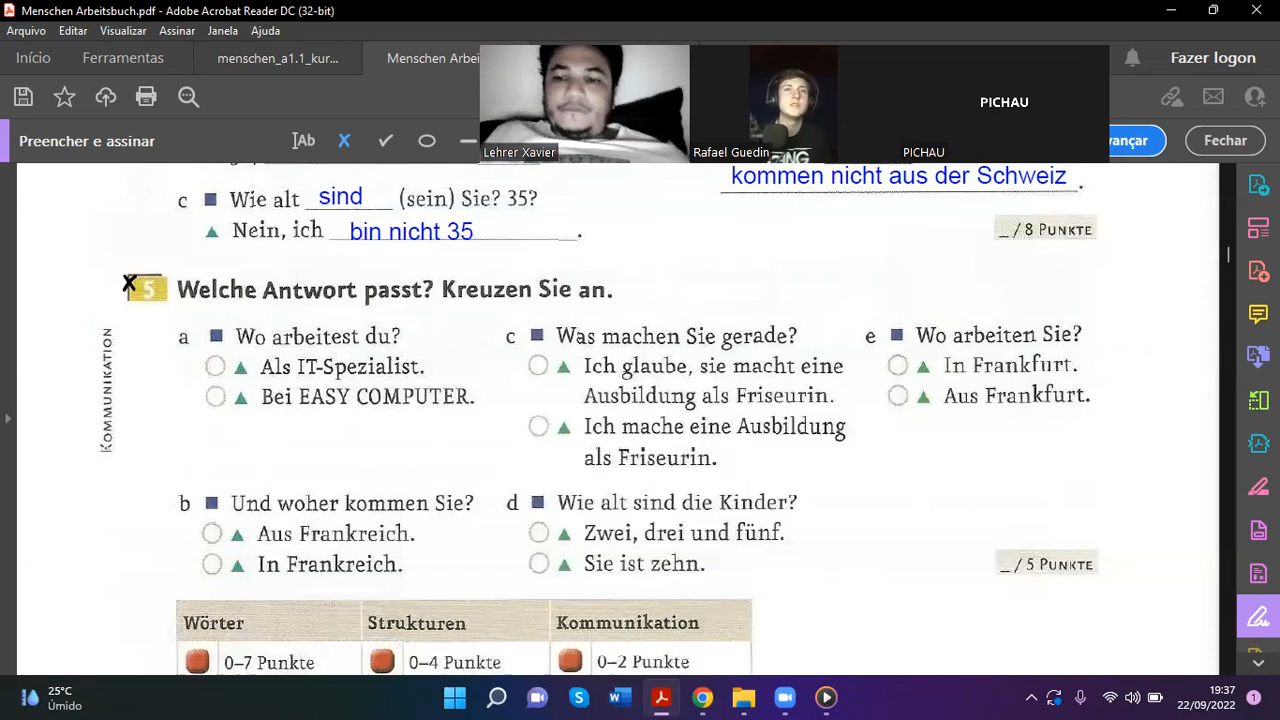 Menschen Arbeitsbuch.pdf - Adobe Acrobat Reader DC (32-bit)
Arquivo Editar Visualizar Assinar Janela Ajuda
Início Ferramentas menschen_a1.1_kur... Menschen Arbei Fazer logon
Preencher e assinar Ab vançar Fechar
Lehrer Xavier Rafael Guedin PICHAU
PICHAU
kommen nicht aus der Schweiz .
c Wie alt sind (sein) Sie? 35?
Nein, ich bin nicht 35 .
_ / 8 PUNKTE
x 5 Welche Antwort passt? Kreuzen Sie an.
KOMMUNIKATION
a Wo arbeitest du?
Als IT-Spezialist.
Bei EASY COMPUTER.
b Und woher kommen Sie?
Aus Frankreich.
In Frankreich.
c Was machen Sie gerade?
Ich glaube, sie macht eine
Ausbildung als Friseurin.
Ich mache eine Ausbildung
als Friseurin.
d Wie alt sind die Kinder?
Zwei, drei und fünf.
Sie ist zehn.
e Wo arbeiten Sie?
In Frankfurt.
Aus Frankfurt.
_ / 5 PUNKTE
Wörter Strukturen Kommunikation
0–7 Punkte 0–4 Punkte 0–2 Punkte
25°C
Úmido
19:37
22/09/2022
1